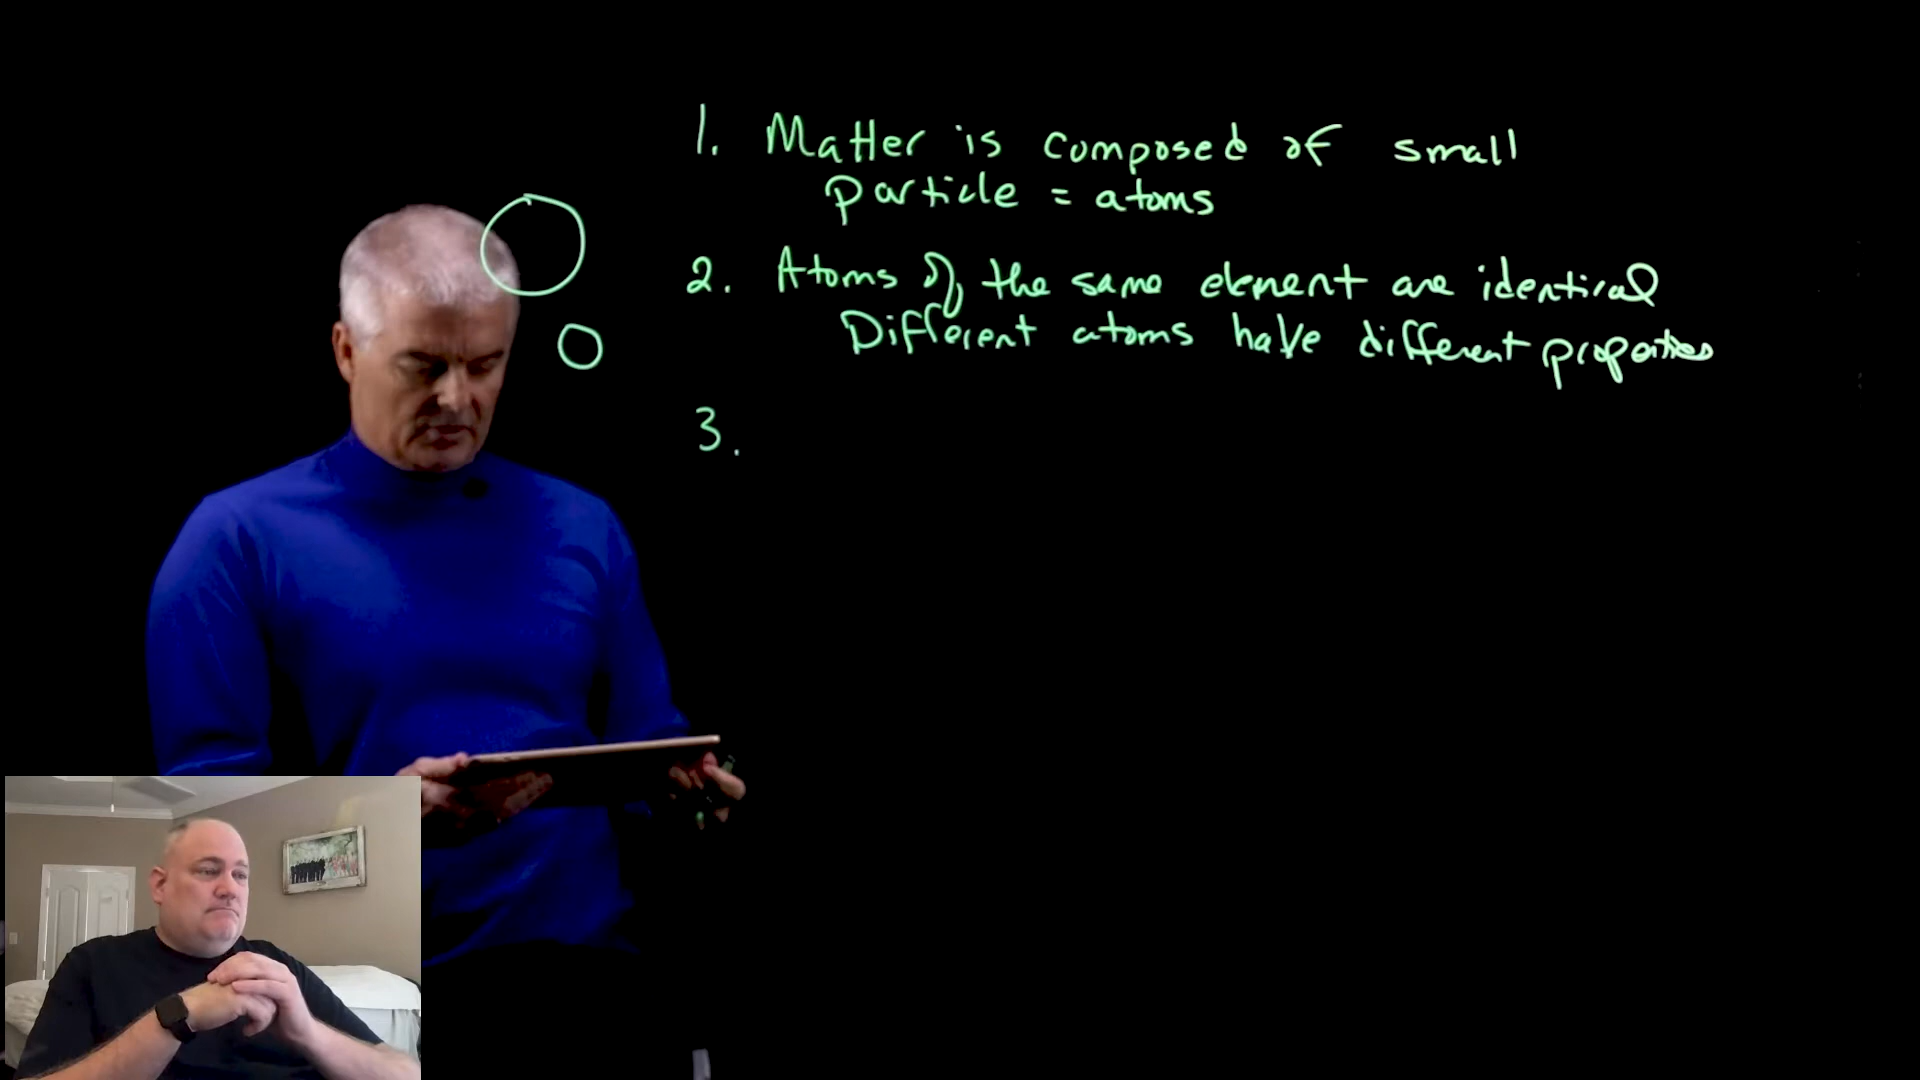 1. Matter is composed of small
particle = atoms
2. Atoms of the same element are identical
Different atoms have different properties
3.